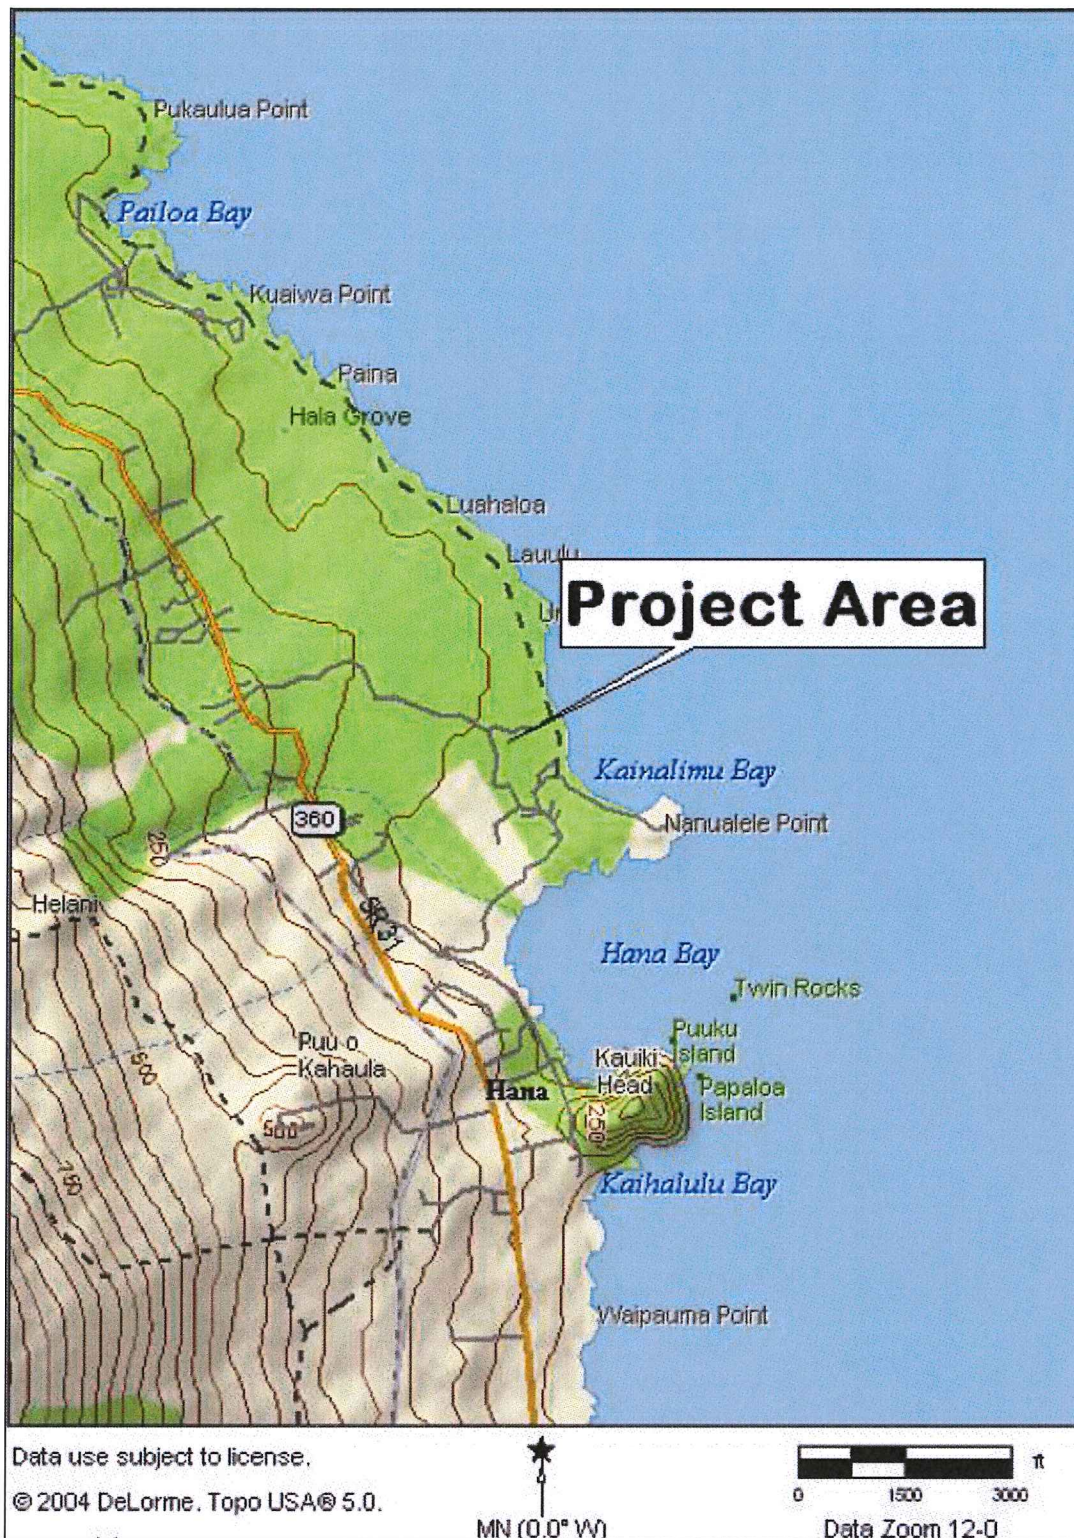 Pukaulua Point
Pailoa Bay
Kuaiwa Point
Paina
Hala Grove
Luahaloa
Lauulu
Project Area
Kainalimu Bay
360
Nanualele Point
250
Helani
SR31
Hana Bay
Twin Rocks
Puuku
Island
500
Puu o
Kahaula
Kauiki
Head
Hana
Papaloa
Island
250
500
750
Kaihalulu Bay
Waipauma Point
Data use subject to license.
© 2004 DeLorme. Topo USA® 5.0.
MN (0.0° W)
ft
0 1500 3000
Data Zoom 12-0